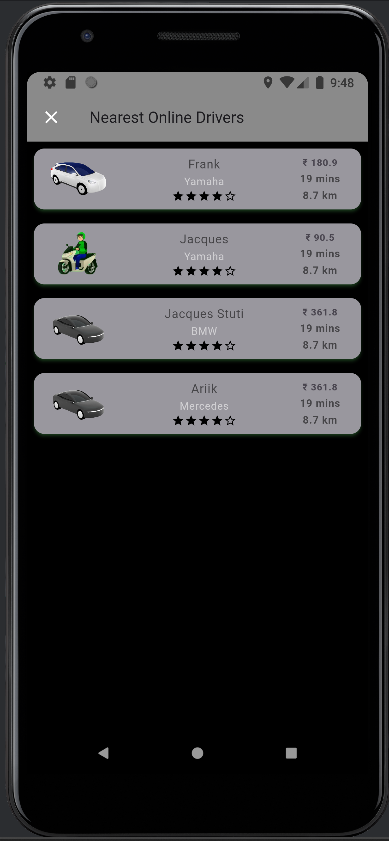 9:48
Nearest Online Drivers
Frank
₹ 180.9
Yamaha
19 mins
8.7 km
Jacques
₹ 90.5
Yamaha
19 mins
8.7 km
Jacques Stuti
₹ 361.8
BMW
19 mins
8.7 km
Ariik
₹ 361.8
Mercedes
19 mins
8.7 km